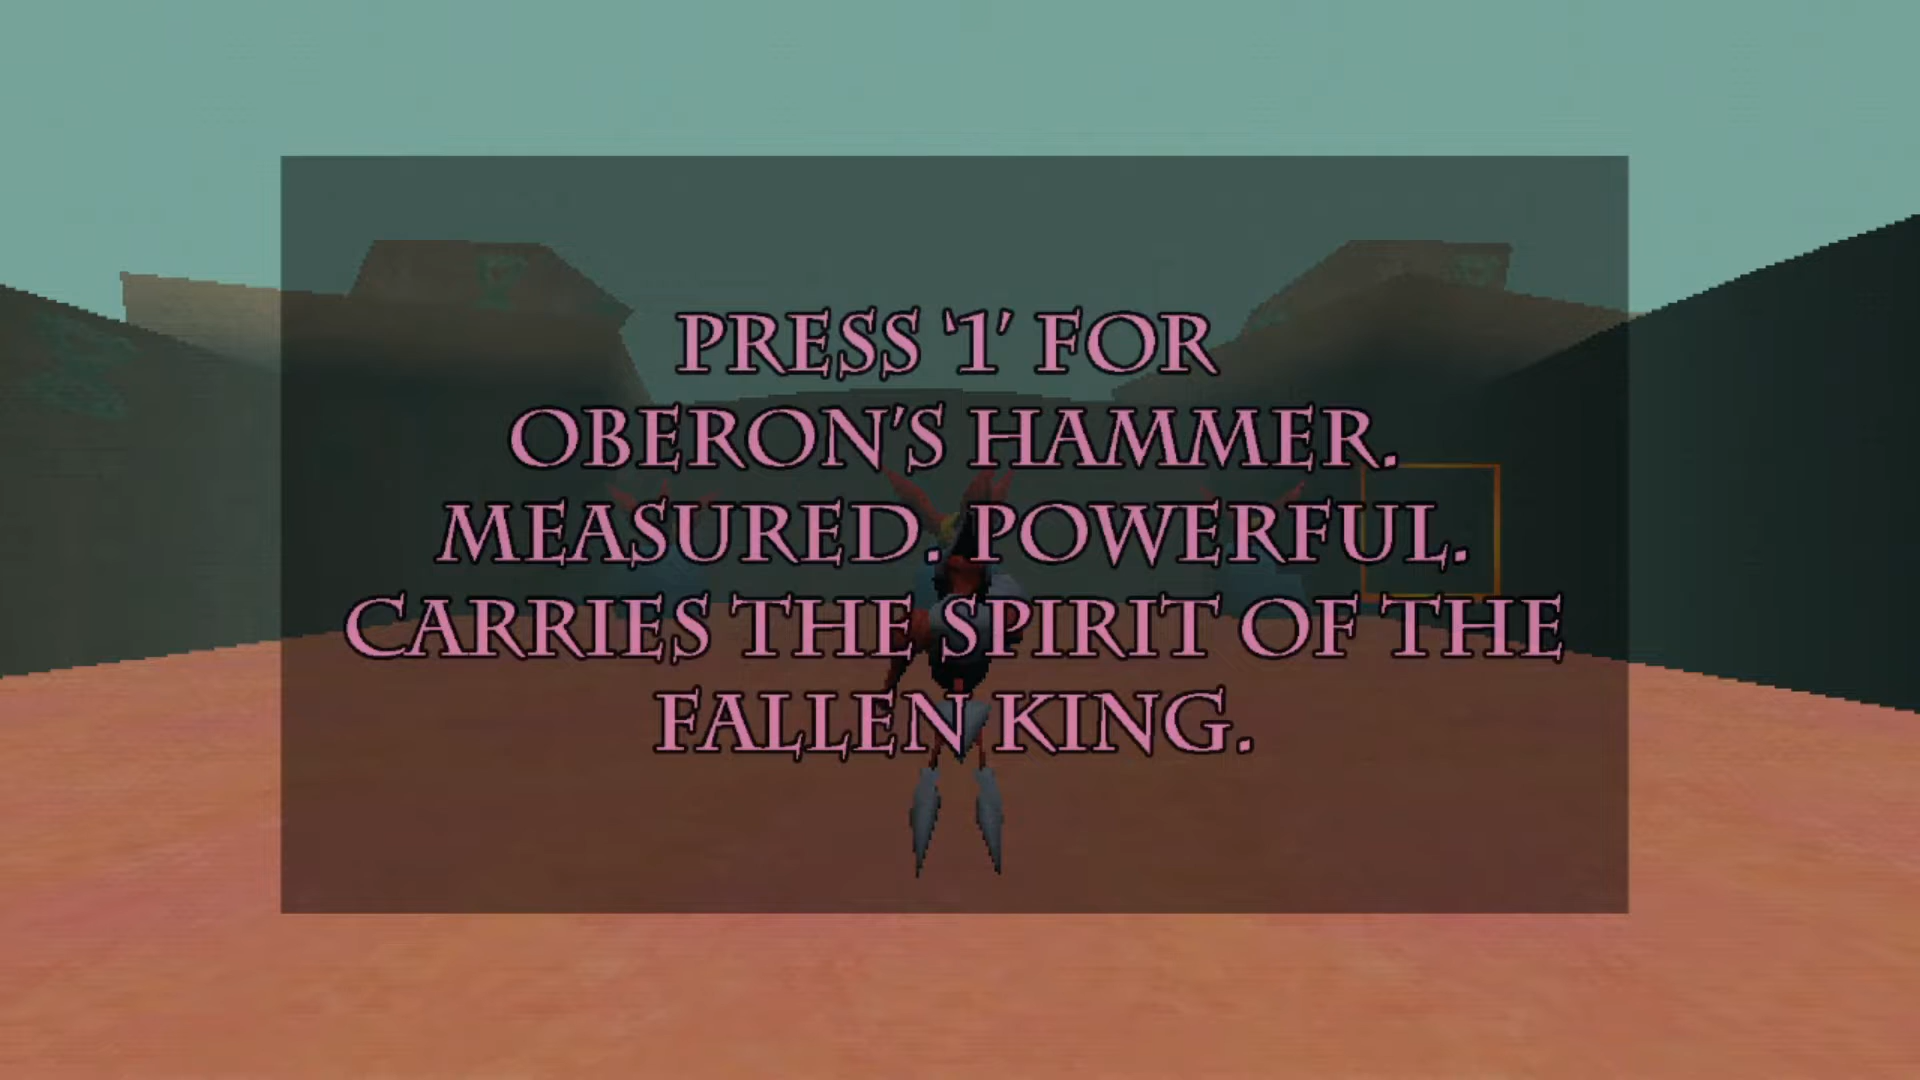 PRESS ‘1’ FOR
OBERON’S HAMMER.
MEASURED. POWERFUL.
CARRIES THE SPIRIT OF THE
FALLEN KING.